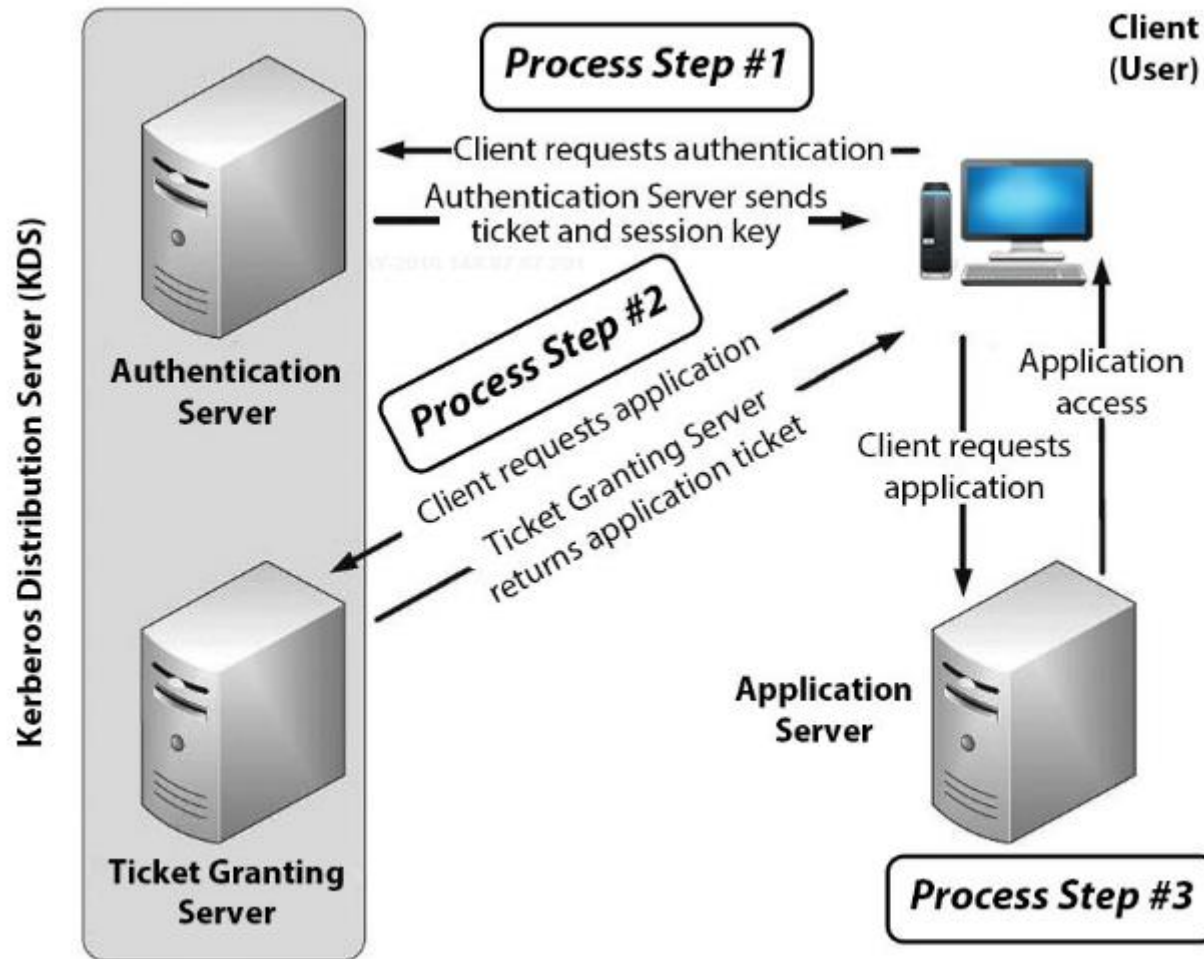 Kerberos Distribution Server (KDS)
Process Step #1
Client
(User)
Client requests authentication
Authentication Server sends
ticket and session key
Authentication
Server
Process Step #2
Client requests application
Ticket Granting Server
returns application ticket
Application
access
Client requests
application
Ticket Granting
Server
Application
Server
Process Step #3